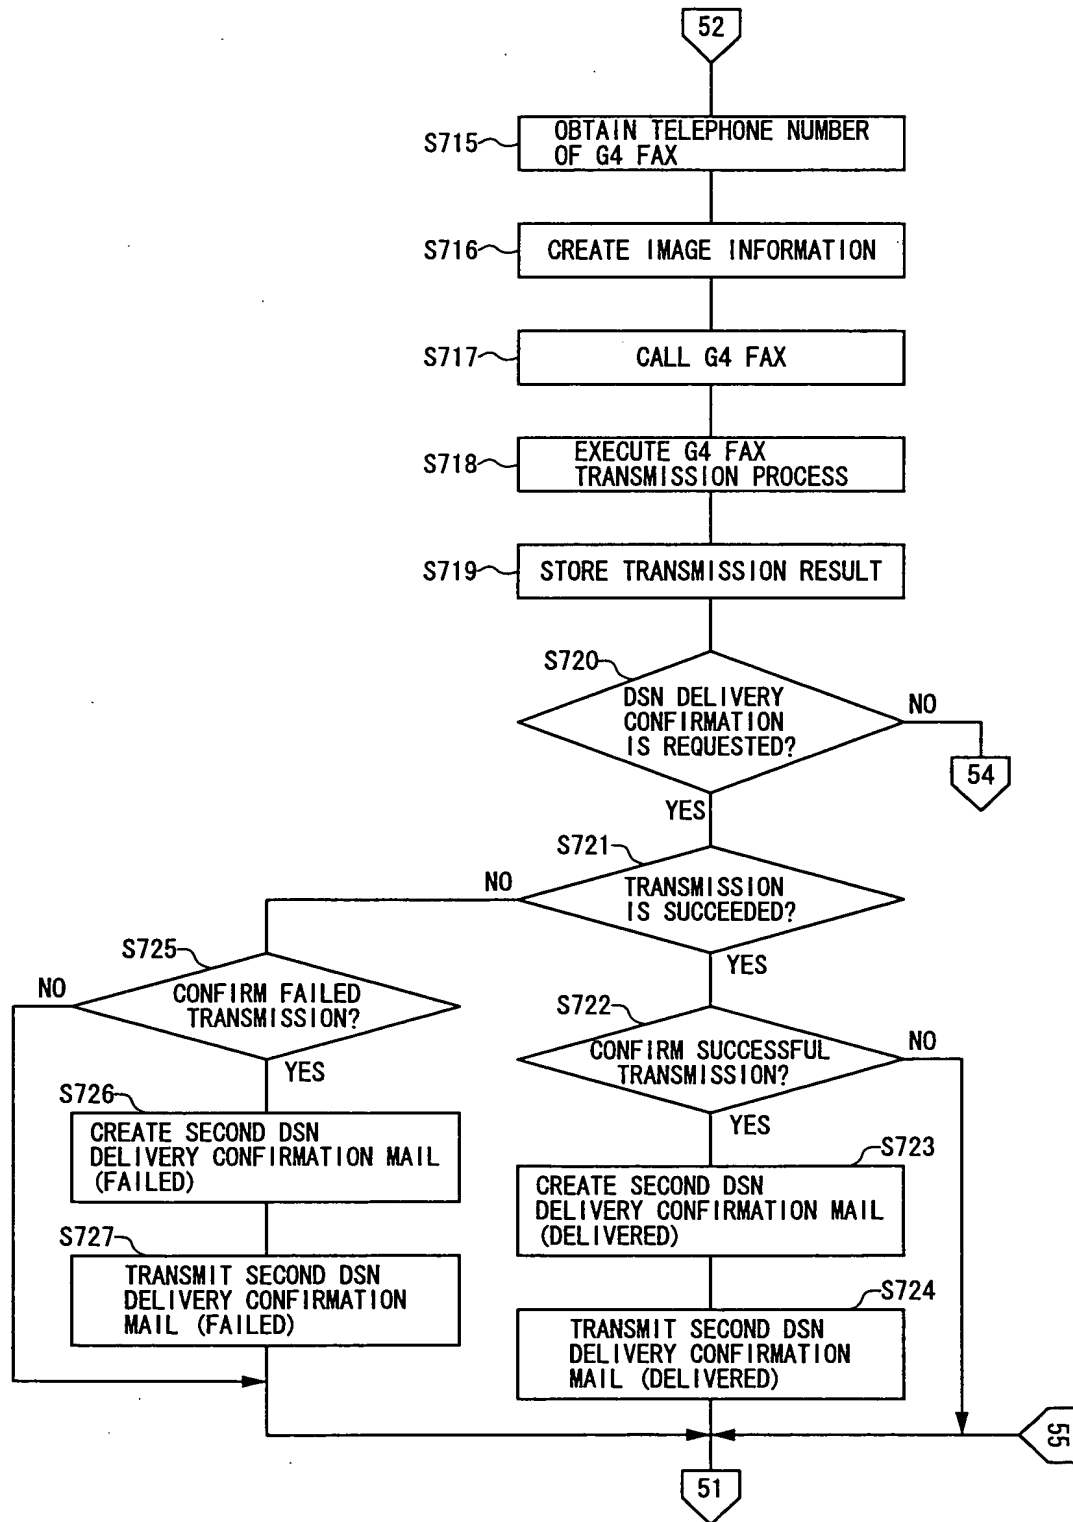 52
S715
OBTAIN TELEPHONE NUMBER
OF G4 FAX
S716
CREATE IMAGE INFORMATION
S717
CALL G4 FAX
S718
EXECUTE G4 FAX
TRANSMISSION PROCESS
S719
STORE TRANSMISSION RESULT
S720
DSN DELIVERY
CONFIRMATION
IS REQUESTED?
NO
54
YES
S721
TRANSMISSION
IS SUCCEEDED?
NO
YES
S725
CONFIRM FAILED
TRANSMISSION?
NO
YES
S722
CONFIRM SUCCESSFUL
TRANSMISSION?
NO
YES
S726
CREATE SECOND DSN
DELIVERY CONFIRMATION MAIL
(FAILED)
S723
CREATE SECOND DSN
DELIVERY CONFIRMATION MAIL
(DELIVERED)
S727
TRANSMIT SECOND DSN
DELIVERY CONFIRMATION
MAIL (FAILED)
S724
TRANSMIT SECOND DSN
DELIVERY CONFIRMATION
MAIL (DELIVERED)
55
51